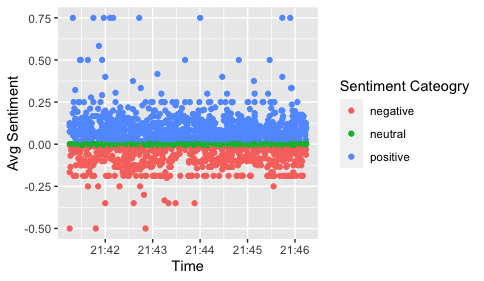 0.75
0.50
0.25
0.00
-0.25
-0.50
Avg Sentiment
21:42 21:43 21:44 21:45 21:46
Time
Sentiment Cateogry
negative
neutral
positive